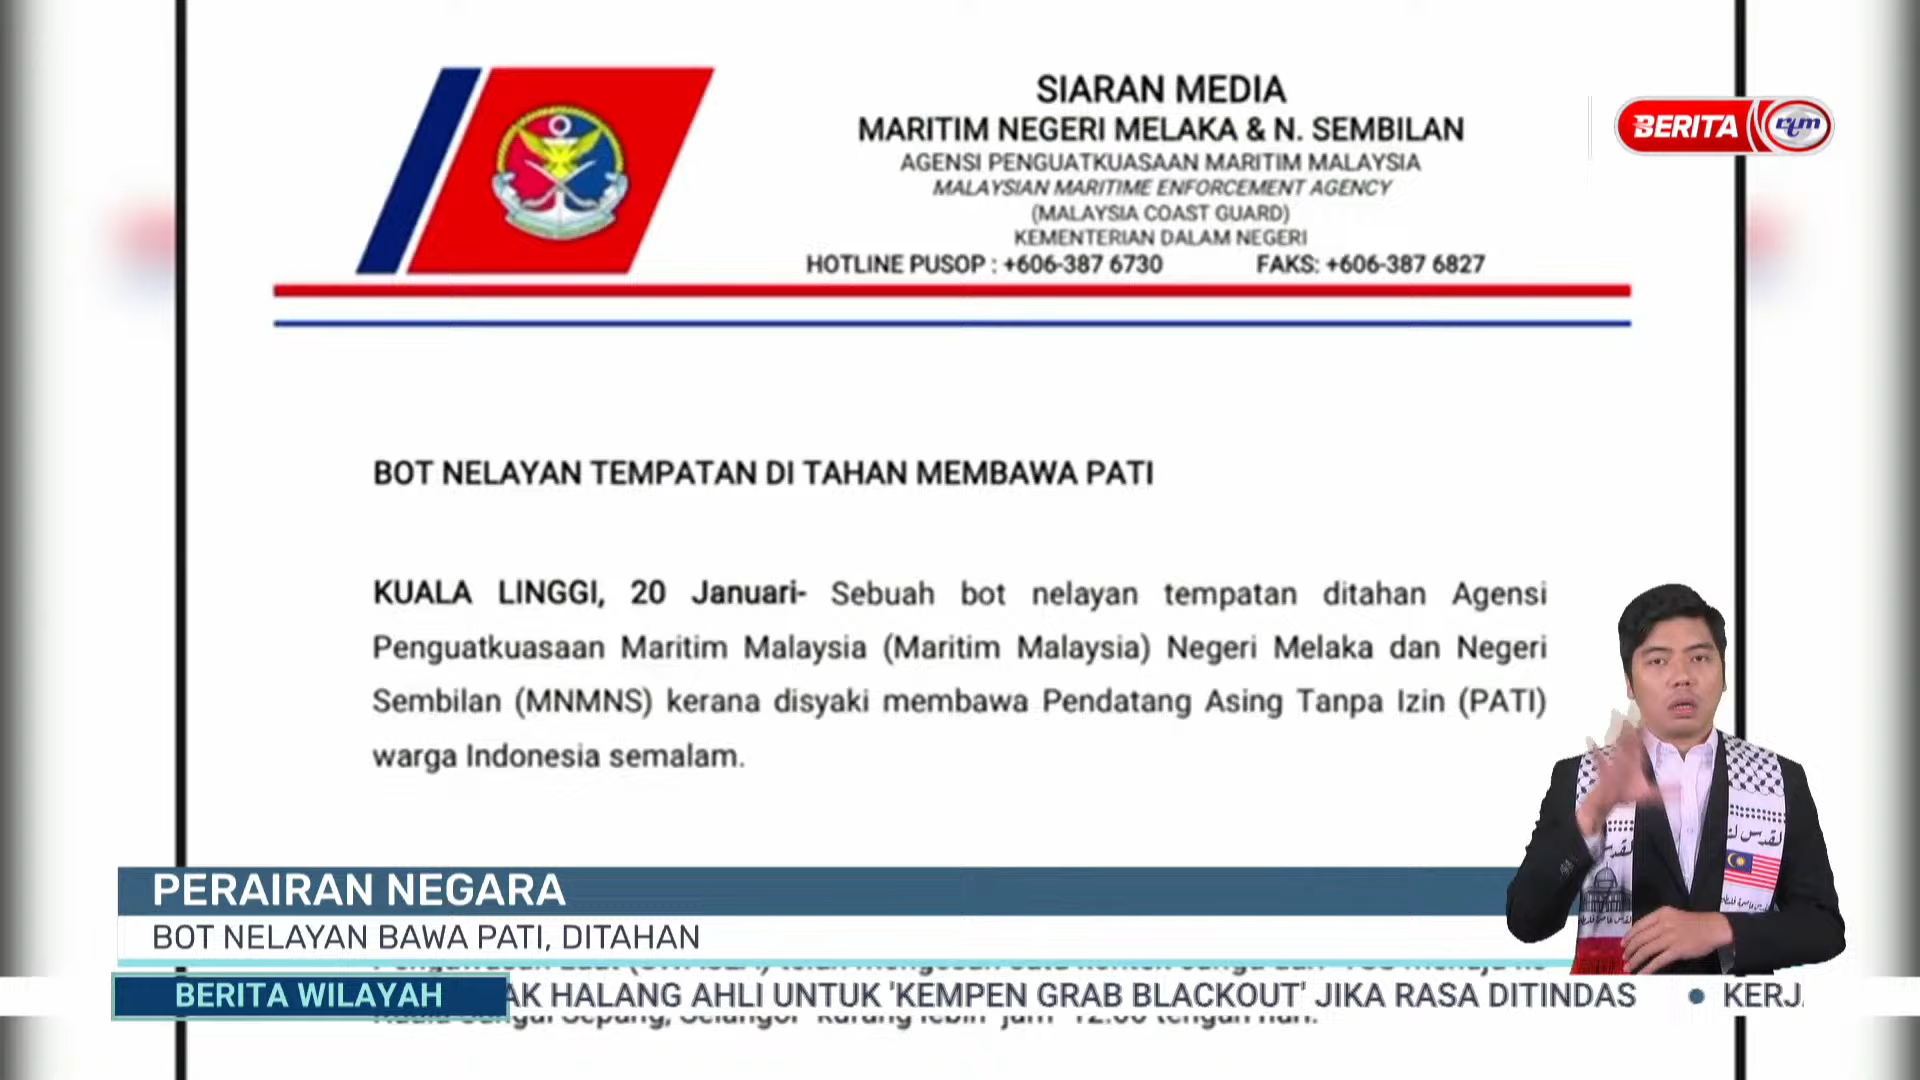 SIARAN MEDIA
MARITIM NEGERI MELAKA & N. SEMBILAN
AGENSI PENGUATKUASAAN MARITIM MALAYSIA
MALAYSIAN MARITIME ENFORCEMENT AGENCY
(MALAYSIA COAST GUARD)
KEMENTERIAN DALAM NEGERI
HOTLINE PUSOP : +606-387 6730 FAKS: +606-387 6827
BERITA rtm
BOT NELAYAN TEMPATAN DI TAHAN MEMBAWA PATI
KUALA LINGGI, 20 Januari- Sebuah bot nelayan tempatan ditahan Agensi
Penguatkuasaan Maritim Malaysia (Maritim Malaysia) Negeri Melaka dan Negeri
Sembilan (MNMNS) kerana disyaki membawa Pendatang Asing Tanpa Izin (PATI)
warga Indonesia semalam.
PERAIRAN NEGARA
BOT NELAYAN BAWA PATI, DITAHAN
BERITA WILAYAH
AK HALANG AHLI UNTUK 'KEMPEN GRAB BLACKOUT' JIKA RASA DITINDAS • KERJ